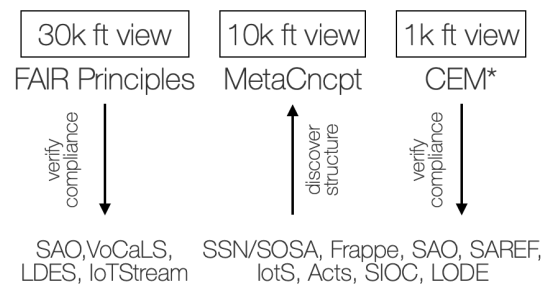 30k ft view 10k ft view 1k ft view
FAIR Principles MetaCncpt CEM*
verify compliance
discover structure
verify compliance
SAO,VoCaLS, SSN/SOSA, Frappe, SAO, SAREF,
LDES, IoTStream IotS, Acts, SIOC, LODE